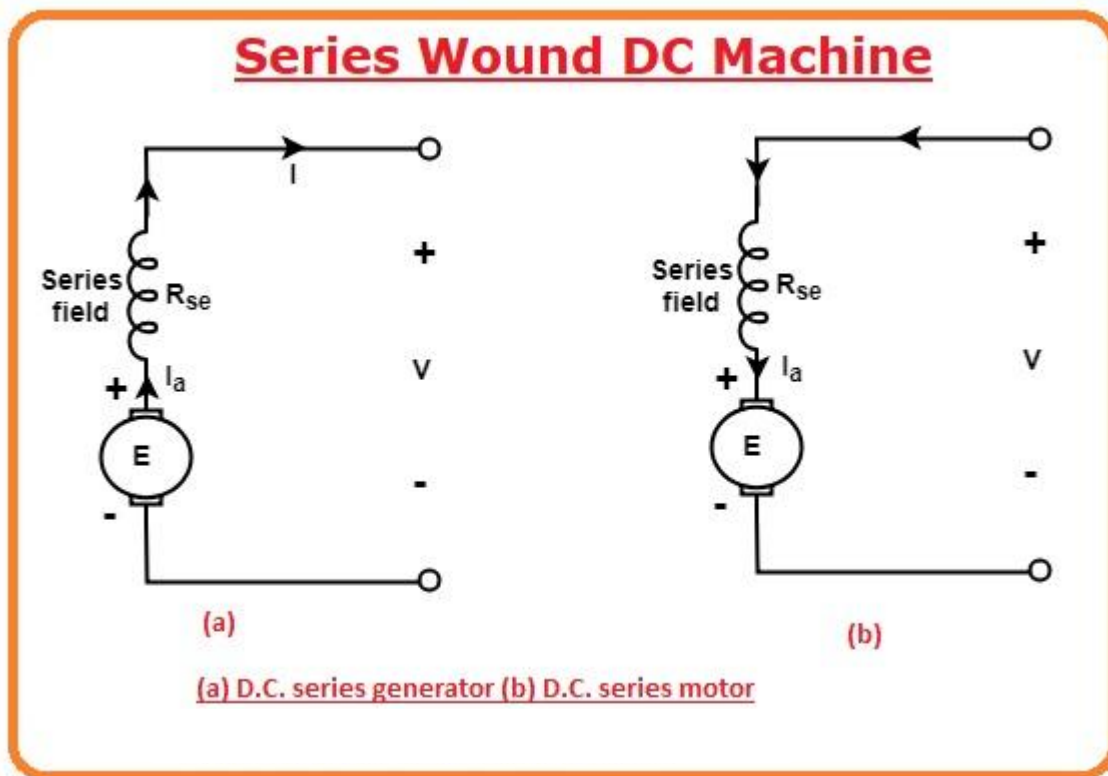 Series Wound DC Machine
I
+
Series
field
Rse
Ia
+
V
E
-
-
(a)
+
Series
field
Rse
Ia
+
V
E
-
-
(b)
(a) D.C. series generator (b) D.C. series motor